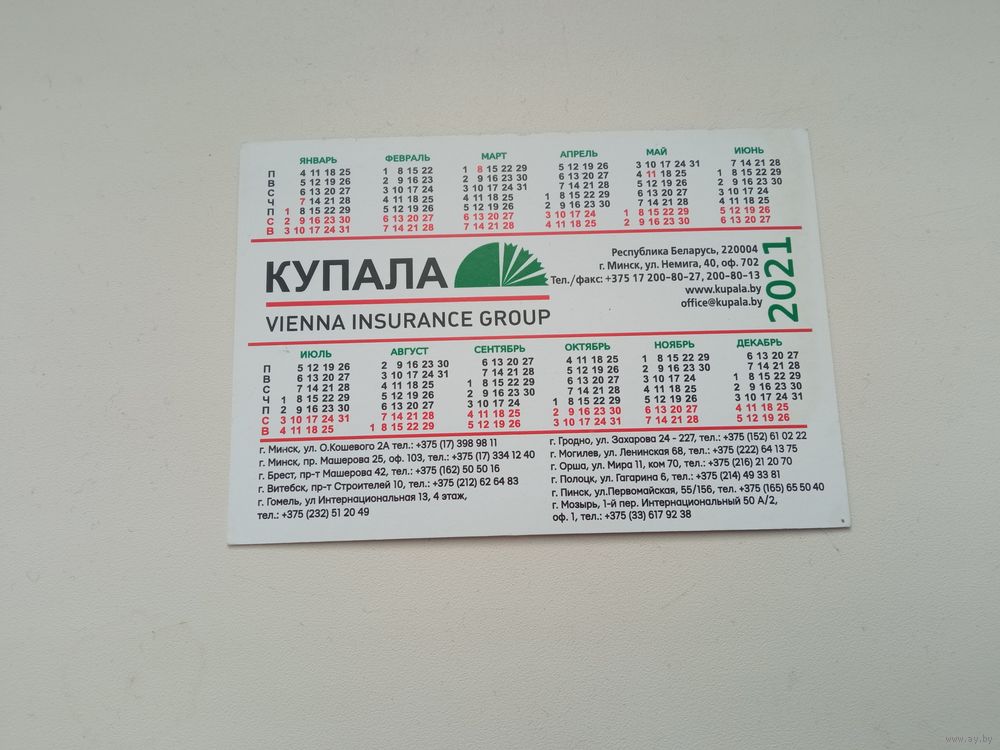 ЯНВАРЬ ФЕВРАЛЬ МАРТ АПРЕЛЬ МАЙ ИЮНЬ
П 4 11 18 25 1 8 15 22 1 8 15 22 29 5 12 19 26 3 10 17 24 31 7 14 21 28
В 5 12 19 26 2 9 16 23 2 9 16 23 30 6 13 20 27 4 11 18 25 1 8 15 22 29
С 6 13 20 27 3 10 17 24 3 10 17 24 31 7 14 21 28 5 12 19 26 2 9 16 23 30
Ч 7 14 21 28 4 11 18 25 4 11 18 25 1 8 15 22 29 6 13 20 27 3 10 17 24
П 1 8 15 22 29 5 12 19 26 5 12 19 26 2 9 16 23 30 7 14 21 28 4 11 18 25
С 2 9 16 23 30 6 13 20 27 6 13 20 27 3 10 17 24 1 8 15 22 29 5 12 19 26
В 3 10 17 24 31 7 14 21 28 7 14 21 28 4 11 18 25 2 9 16 23 30 6 13 20 27
КУПАЛА
VIENNA INSURANCE GROUP
Республика Беларусь, 220004
г. Минск, ул. Немига, 40, оф. 702
Тел./факс: +375 17 200-80-27, 200-80-13
www.kupala.by
office@kupala.by
2021
ИЮЛЬ АВГУСТ СЕНТЯБРЬ ОКТЯБРЬ НОЯБРЬ ДЕКАБРЬ
П 5 12 19 26 2 9 16 23 30 6 13 20 27 4 11 18 25 1 8 15 22 29 6 13 20 27
В 6 13 20 27 3 10 17 24 31 7 14 21 28 5 12 19 26 2 9 16 23 30 7 14 21 28
С 7 14 21 28 4 11 18 25 1 8 15 22 29 6 13 20 27 3 10 17 24 1 8 15 22 29
Ч 1 8 15 22 29 5 12 19 26 2 9 16 23 30 7 14 21 28 4 11 18 25 2 9 16 23 30
П 2 9 16 23 30 6 13 20 27 3 10 17 24 1 8 15 22 29 5 12 19 26 3 10 17 24 31
С 3 10 17 24 31 7 14 21 28 4 11 18 25 2 9 16 23 30 6 13 20 27 4 11 18 25
В 4 11 18 25 1 8 15 22 29 5 12 19 26 3 10 17 24 31 7 14 21 28 5 12 19 26
г. Минск, ул. О.Кошевого 2А тел.: +375 (17) 398 98 11
г. Минск, пр. Машерова 25, оф. 103, тел.: +375 (17) 334 12 40
г. Брест, пр-т Машерова 42, тел.: +375 (162) 50 50 16
г. Витебск, пр-т Строителей 10, тел.: +375 (212) 62 64 83
г. Гомель, ул Интернациональная 13, 4 этаж,
тел.: +375 (232) 51 20 49
г. Гродно, ул. Захарова 24 - 227, тел.: +375 (152) 61 02 22
г. Могилев, ул. Ленинская 68, тел.: +375 (222) 64 13 75
г. Орша, ул. Мира 11, ком 70, тел.: +375 (216) 21 20 70
г. Полоцк, ул. Гагарина 6, тел.: +375 (214) 49 33 81
г. Пинск, ул.Первомайская, 55/156, тел. +375 (165) 65 50 40
г. Мозырь, 1-й пер. Интернациональный 50 А/2,
оф. 1, тел.: +375 (33) 617 92 38
www.ay.by